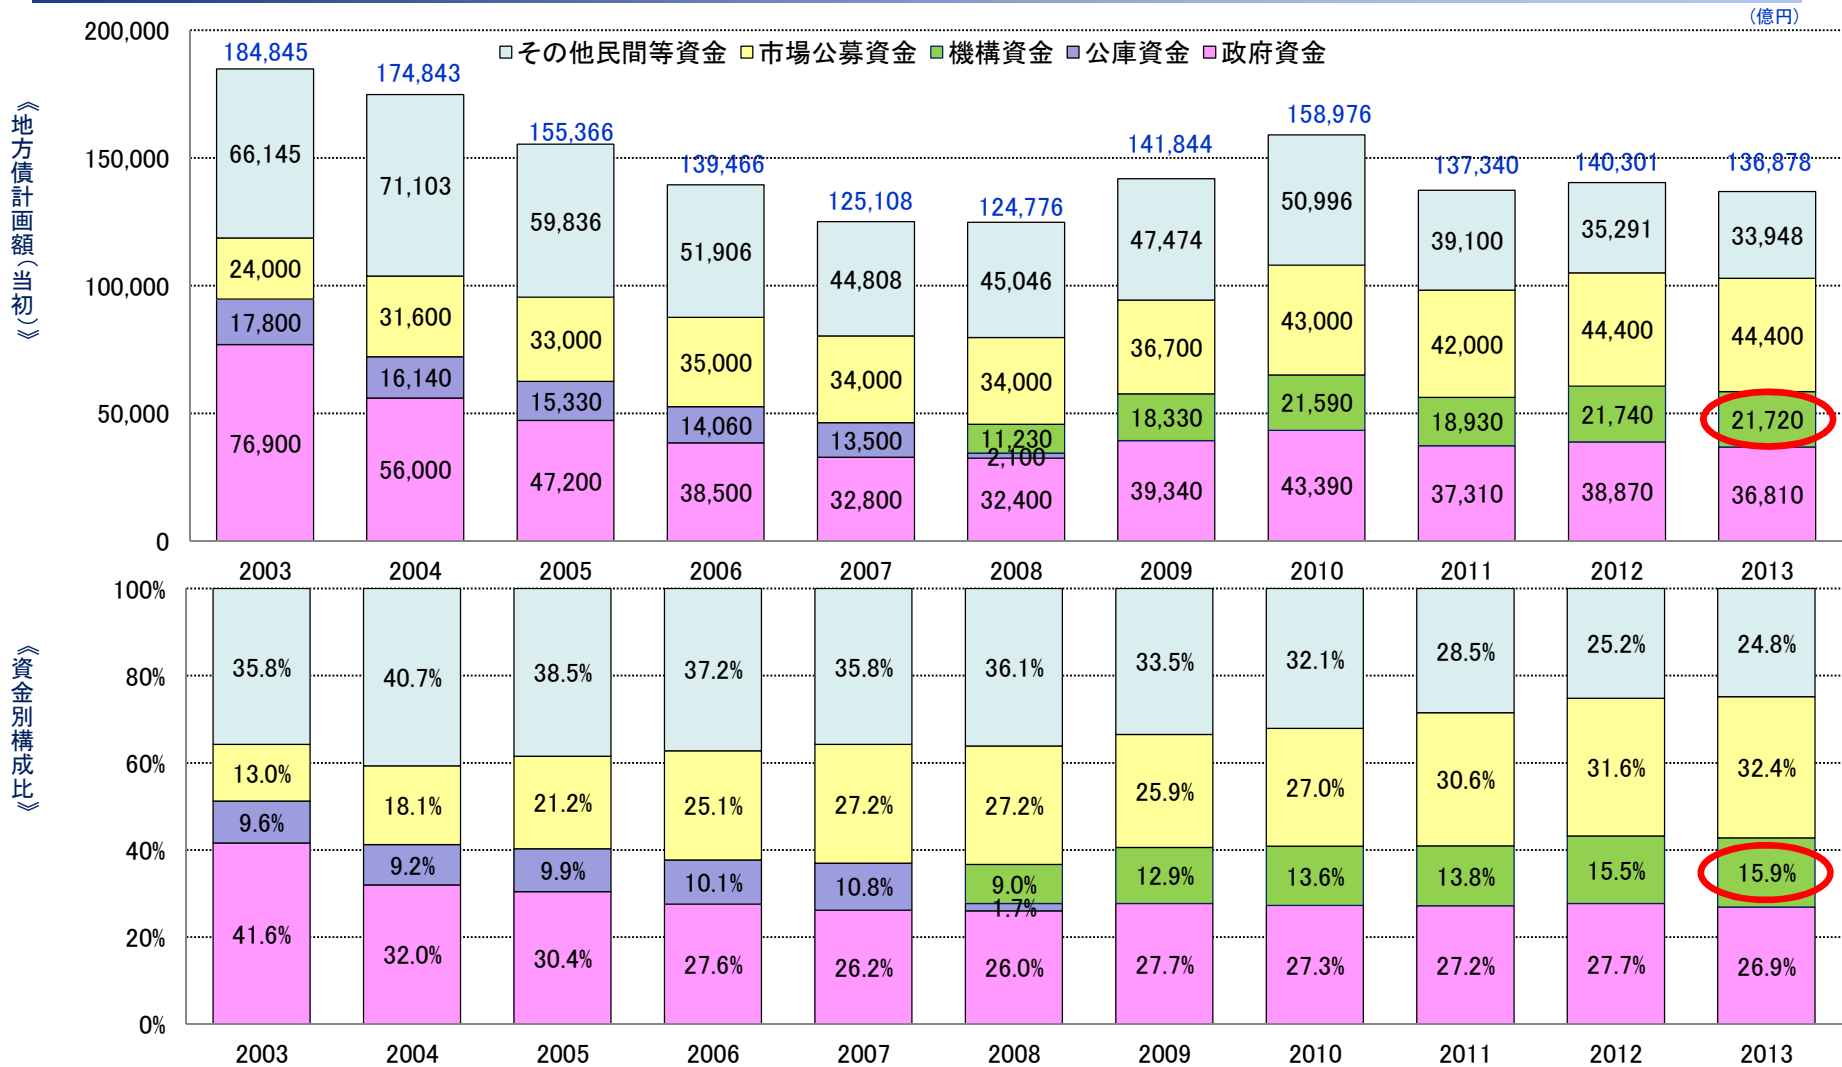 （億円）
200,000
150,000
100,000
50,000
0
《地方債計画額（当初）》
その他民間等資金 市場公募資金 機構資金 公庫資金 政府資金
184,845 174,843 155,366 139,466 125,108 124,776 141,844 158,976 137,340 140,301 136,878
66,145 71,103 59,836 51,906 44,808 45,046 47,474 50,996 39,100 35,291 33,948
24,000 31,600 33,000 35,000 34,000 34,000 36,700 43,000 42,000 44,400 44,400
11,230 18,330 21,590 18,930 21,740 21,720
17,800 16,140 15,330 14,060 13,500 2,100
76,900 56,000 47,200 38,500 32,800 32,400 39,340 43,390 37,310 38,870 36,810
2003 2004 2005 2006 2007 2008 2009 2010 2011 2012 2013
100%
80%
60%
40%
20%
0%
《資金別構成比》
35.8% 40.7% 38.5% 37.2% 35.8% 36.1% 33.5% 32.1% 28.5% 25.2% 24.8%
13.0% 18.1% 21.2% 25.1% 27.2% 27.2% 25.9% 27.0% 30.6% 31.6% 32.4%
9.0% 12.9% 13.6% 13.8% 15.5% 15.9%
9.6% 9.2% 9.9% 10.1% 10.8% 1.7%
41.6% 32.0% 30.4% 27.6% 26.2% 26.0% 27.7% 27.3% 27.2% 27.7% 26.9%
2003 2004 2005 2006 2007 2008 2009 2010 2011 2012 2013